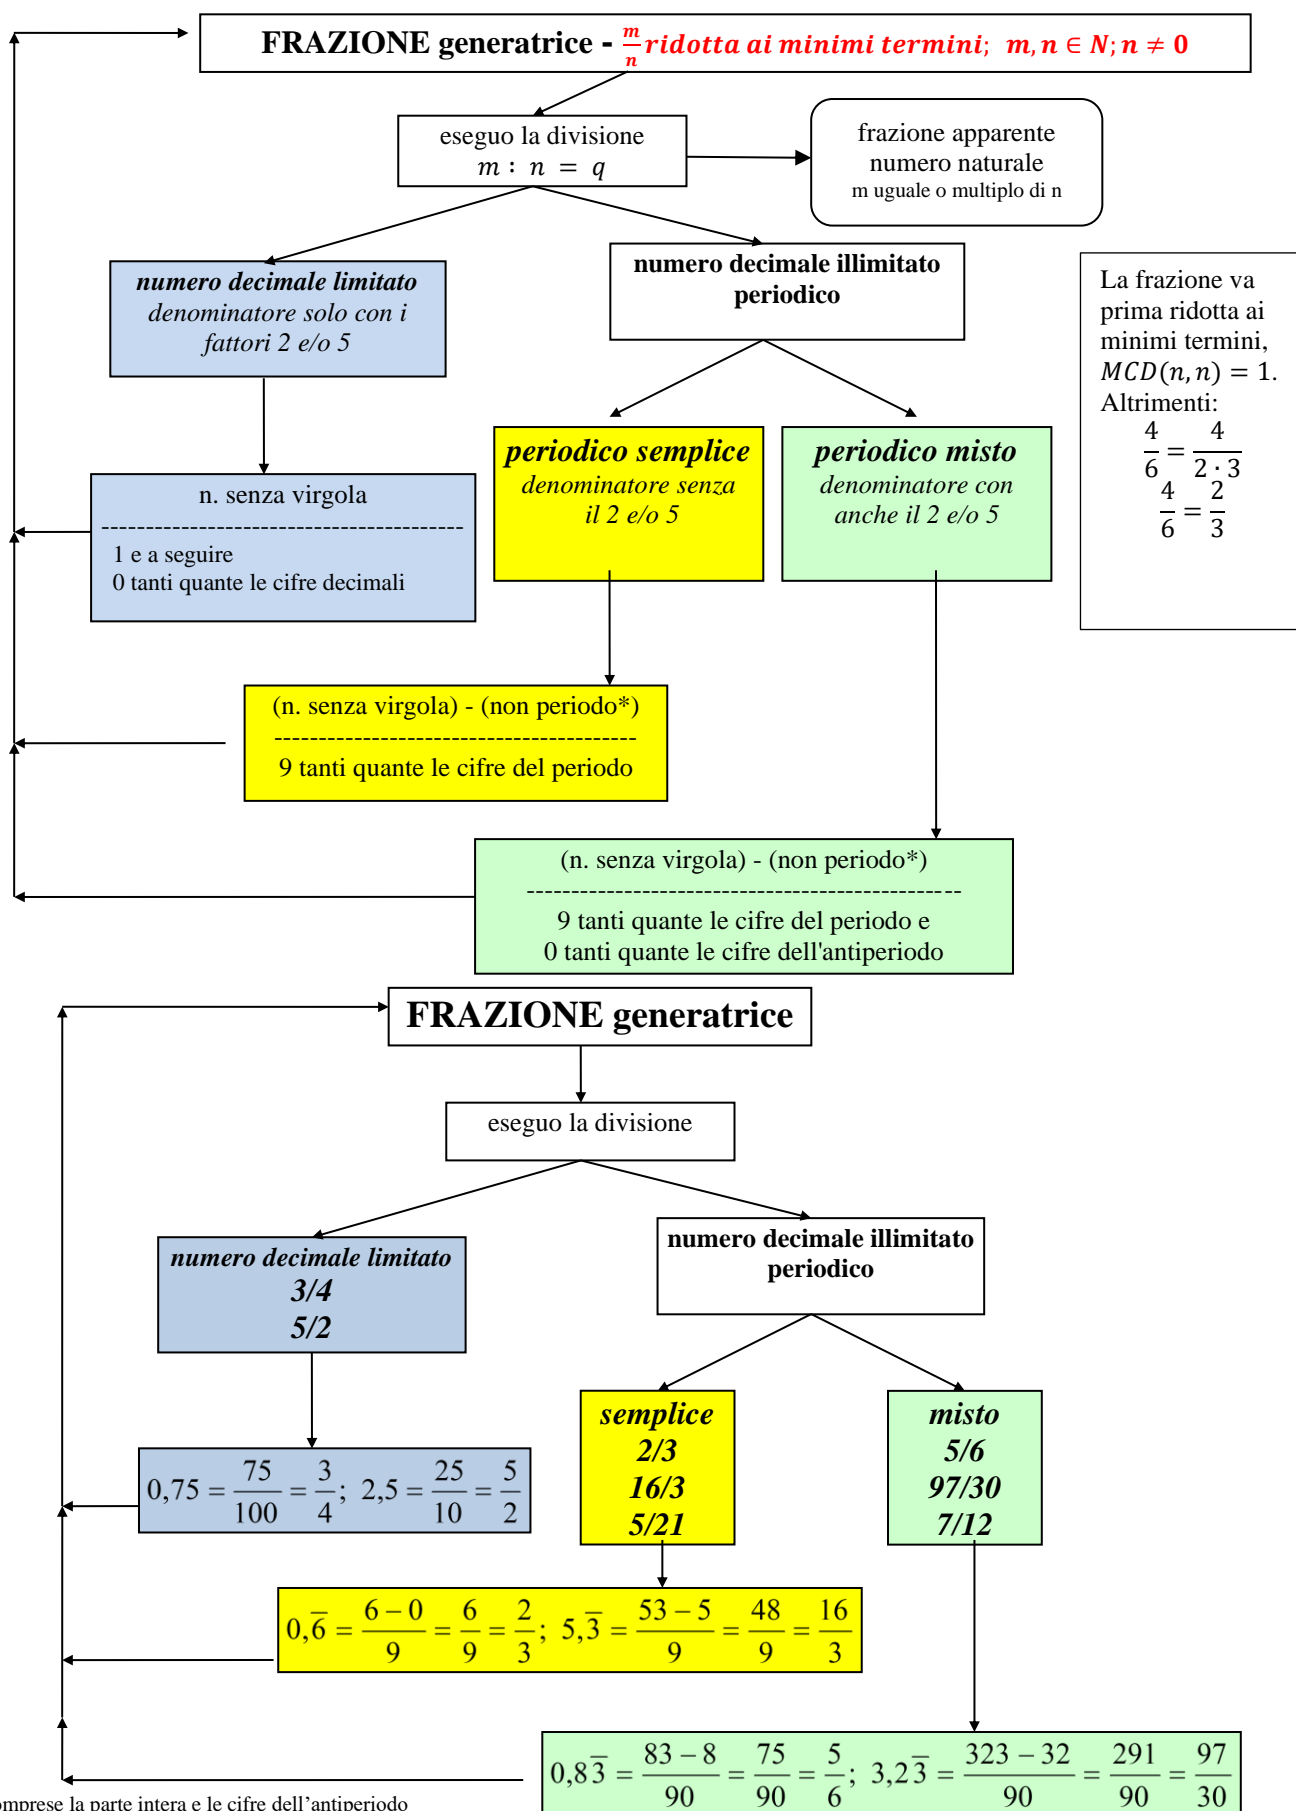 FRAZIONE generatrice - m/n ridotta ai minimi termini; m, n ∈ N; n ≠ 0
eseguo la divisione
m : n = q
frazione apparente
numero naturale
m uguale o multiplo di n
numero decimale limitato
denominatore solo con i
fattori 2 e/o 5
numero decimale illimitato
periodico
La frazione va
prima ridotta ai
minimi termini,
MCD(n, n) = 1.
Altrimenti:
4/6 = 4/(2 · 3)
4/6 = 2/3
periodico semplice
denominatore senza
il 2 e/o 5
periodico misto
denominatore con
anche il 2 e/o 5
n. senza virgola
----------------------------------------
1 e a seguire
0 tanti quante le cifre decimali
(n. senza virgola) - (non periodo*)
----------------------------------------
9 tanti quante le cifre del periodo
(n. senza virgola) - (non periodo*)
------------------------------------------------
9 tanti quante le cifre del periodo e
0 tanti quante le cifre dell'antiperiodo
FRAZIONE generatrice
eseguo la divisione
numero decimale limitato
3/4
5/2
numero decimale illimitato
periodico
semplice
2/3
16/3
5/21
misto
5/6
97/30
7/12
0,75 = 75/100 = 3/4; 2,5 = 25/10 = 5/2
0,6̅ = (6 − 0)/9 = 6/9 = 2/3; 5,3̅ = (53 − 5)/9 = 48/9 = 16/3
0,83̅ = (83 − 8)/90 = 75/90 = 5/6; 3,23̅ = (323 − 32)/90 = 291/90 = 97/30
omprese la parte intera e le cifre dell'antiperiodo